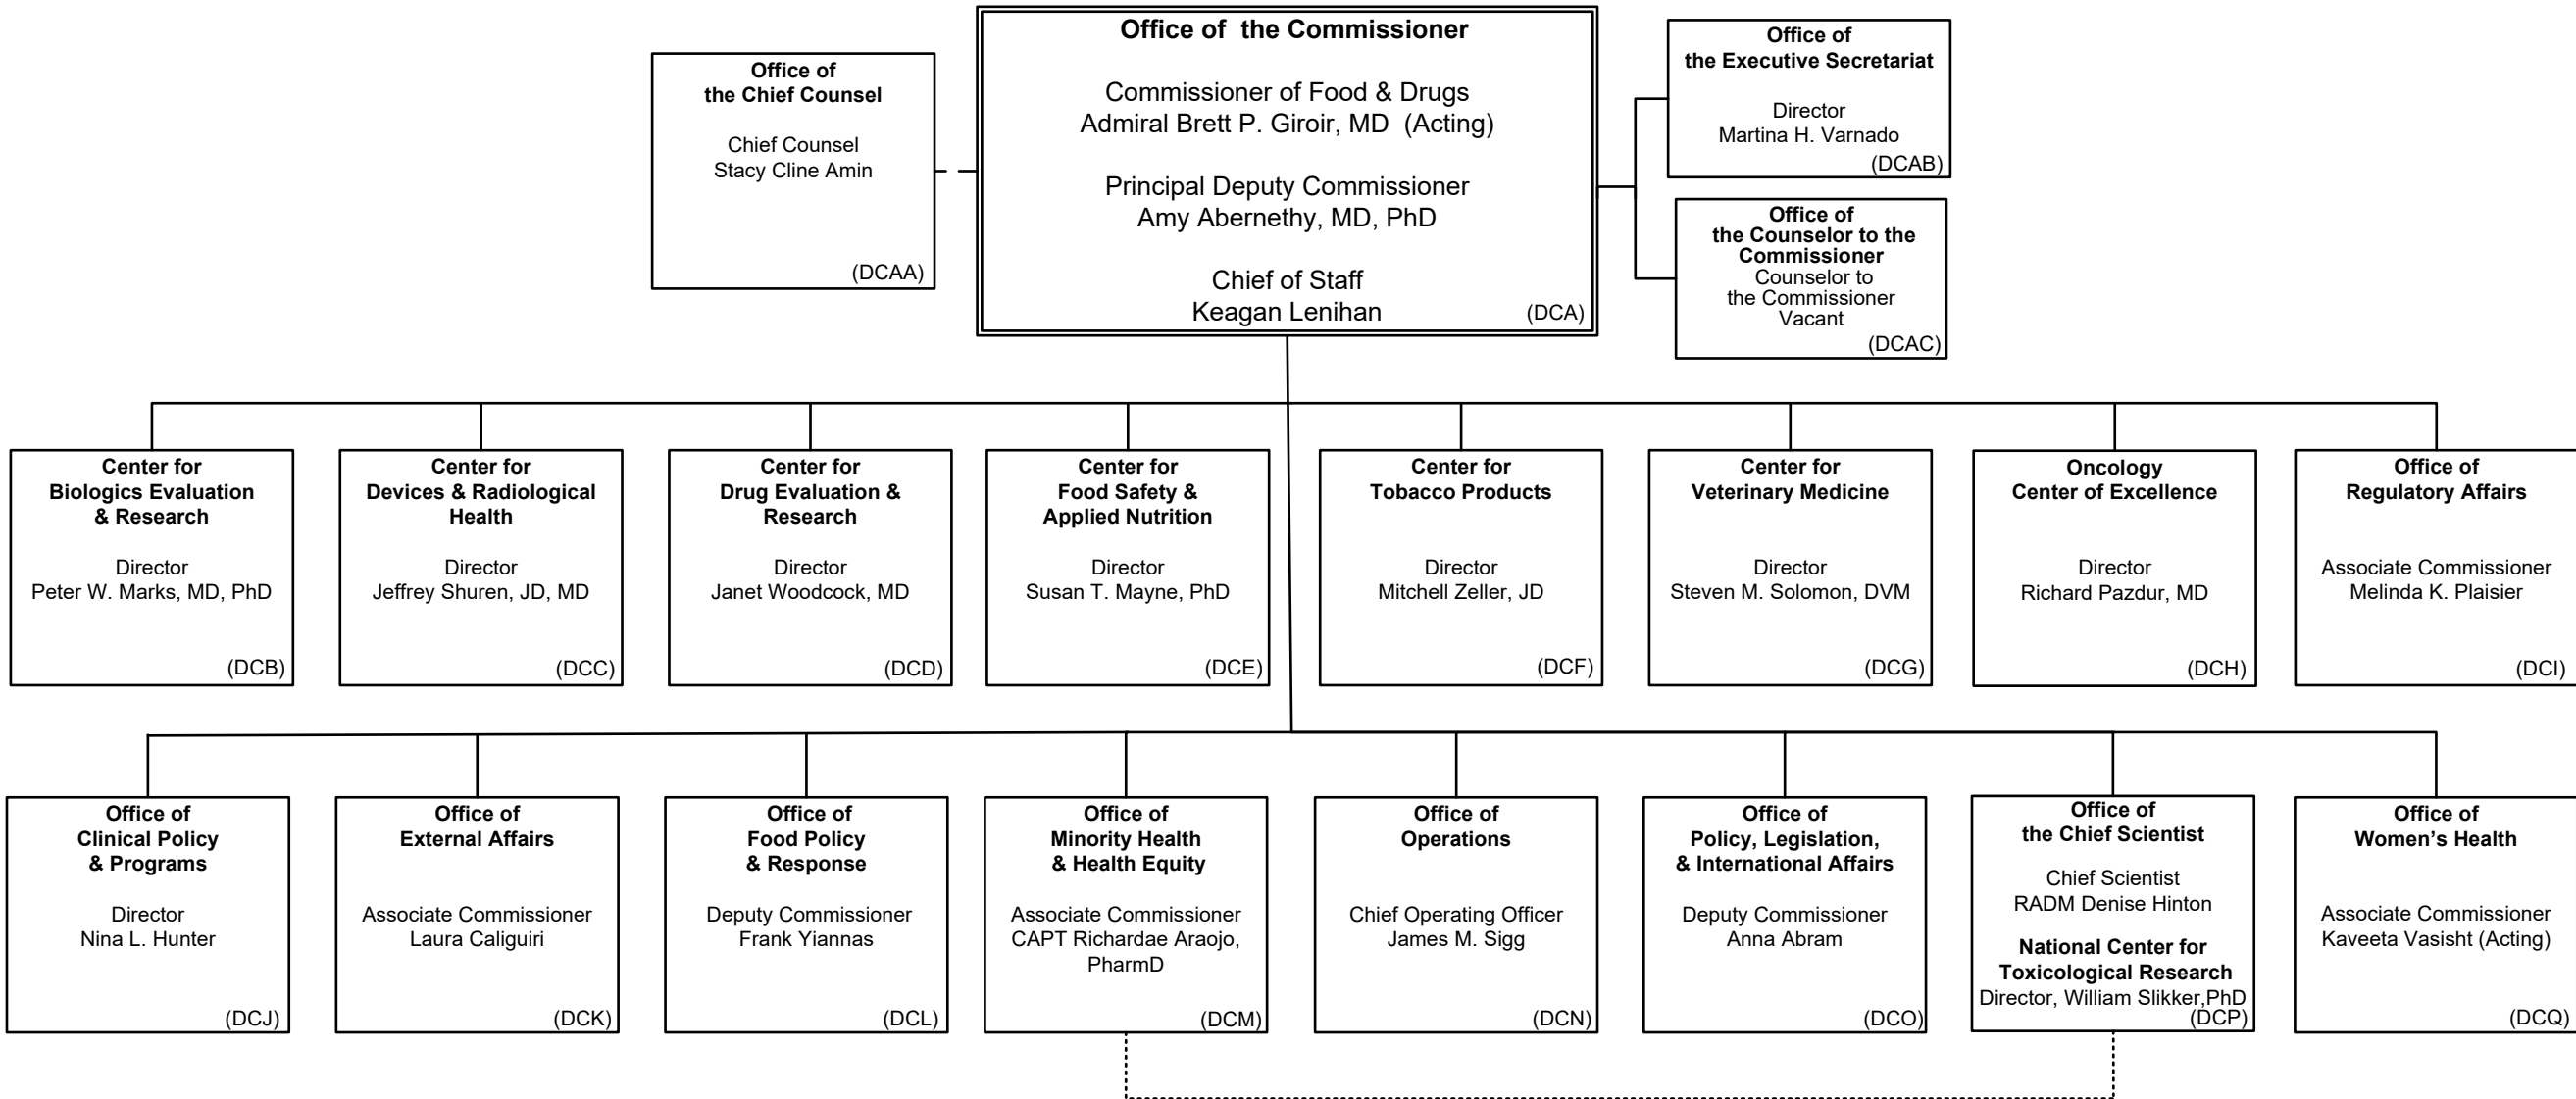 Office of the Commissioner
Commissioner of Food & Drugs
Admiral Brett P. Giroir, MD (Acting)
Principal Deputy Commissioner
Amy Abernethy, MD, PhD
Chief of Staff
Keagan Lenihan
(DCA)
Office of
the Chief Counsel
Chief Counsel
Stacy Cline Amin
(DCAA)
Office of
the Executive Secretariat
Director
Martina H. Varnado
(DCAB)
Office of
the Counselor to the
Commissioner
Counselor to
the Commissioner
Vacant
(DCAC)
Center for
Biologics Evaluation
& Research
Director
Peter W. Marks, MD, PhD
(DCB)
Center for
Devices & Radiological
Health
Director
Jeffrey Shuren, JD, MD
(DCC)
Center for
Drug Evaluation &
Research
Director
Janet Woodcock, MD
(DCD)
Center for
Food Safety &
Applied Nutrition
Director
Susan T. Mayne, PhD
(DCE)
Center for
Tobacco Products
Director
Mitchell Zeller, JD
(DCF)
Center for
Veterinary Medicine
Director
Steven M. Solomon, DVM
(DCG)
Oncology
Center of Excellence
Director
Richard Pazdur, MD
(DCH)
Office of
Regulatory Affairs
Associate Commissioner
Melinda K. Plaisier
(DCI)
Office of
Clinical Policy
& Programs
Director
Nina L. Hunter
(DCJ)
Office of
External Affairs
Associate Commissioner
Laura Caliguiri
(DCK)
Office of
Food Policy
& Response
Deputy Commissioner
Frank Yiannas
(DCL)
Office of
Minority Health
& Health Equity
Associate Commissioner
CAPT Richardae Araojo,
PharmD
(DCM)
Office of
Operations
Chief Operating Officer
James M. Sigg
(DCN)
Office of
Policy, Legislation,
& International Affairs
Deputy Commissioner
Anna Abram
(DCO)
Office of
the Chief Scientist
Chief Scientist
RADM Denise Hinton
National Center for
Toxicological Research
Director, William Slikker,PhD
(DCP)
Office of
Women’s Health
Associate Commissioner
Kaveeta Vasisht (Acting)
(DCQ)